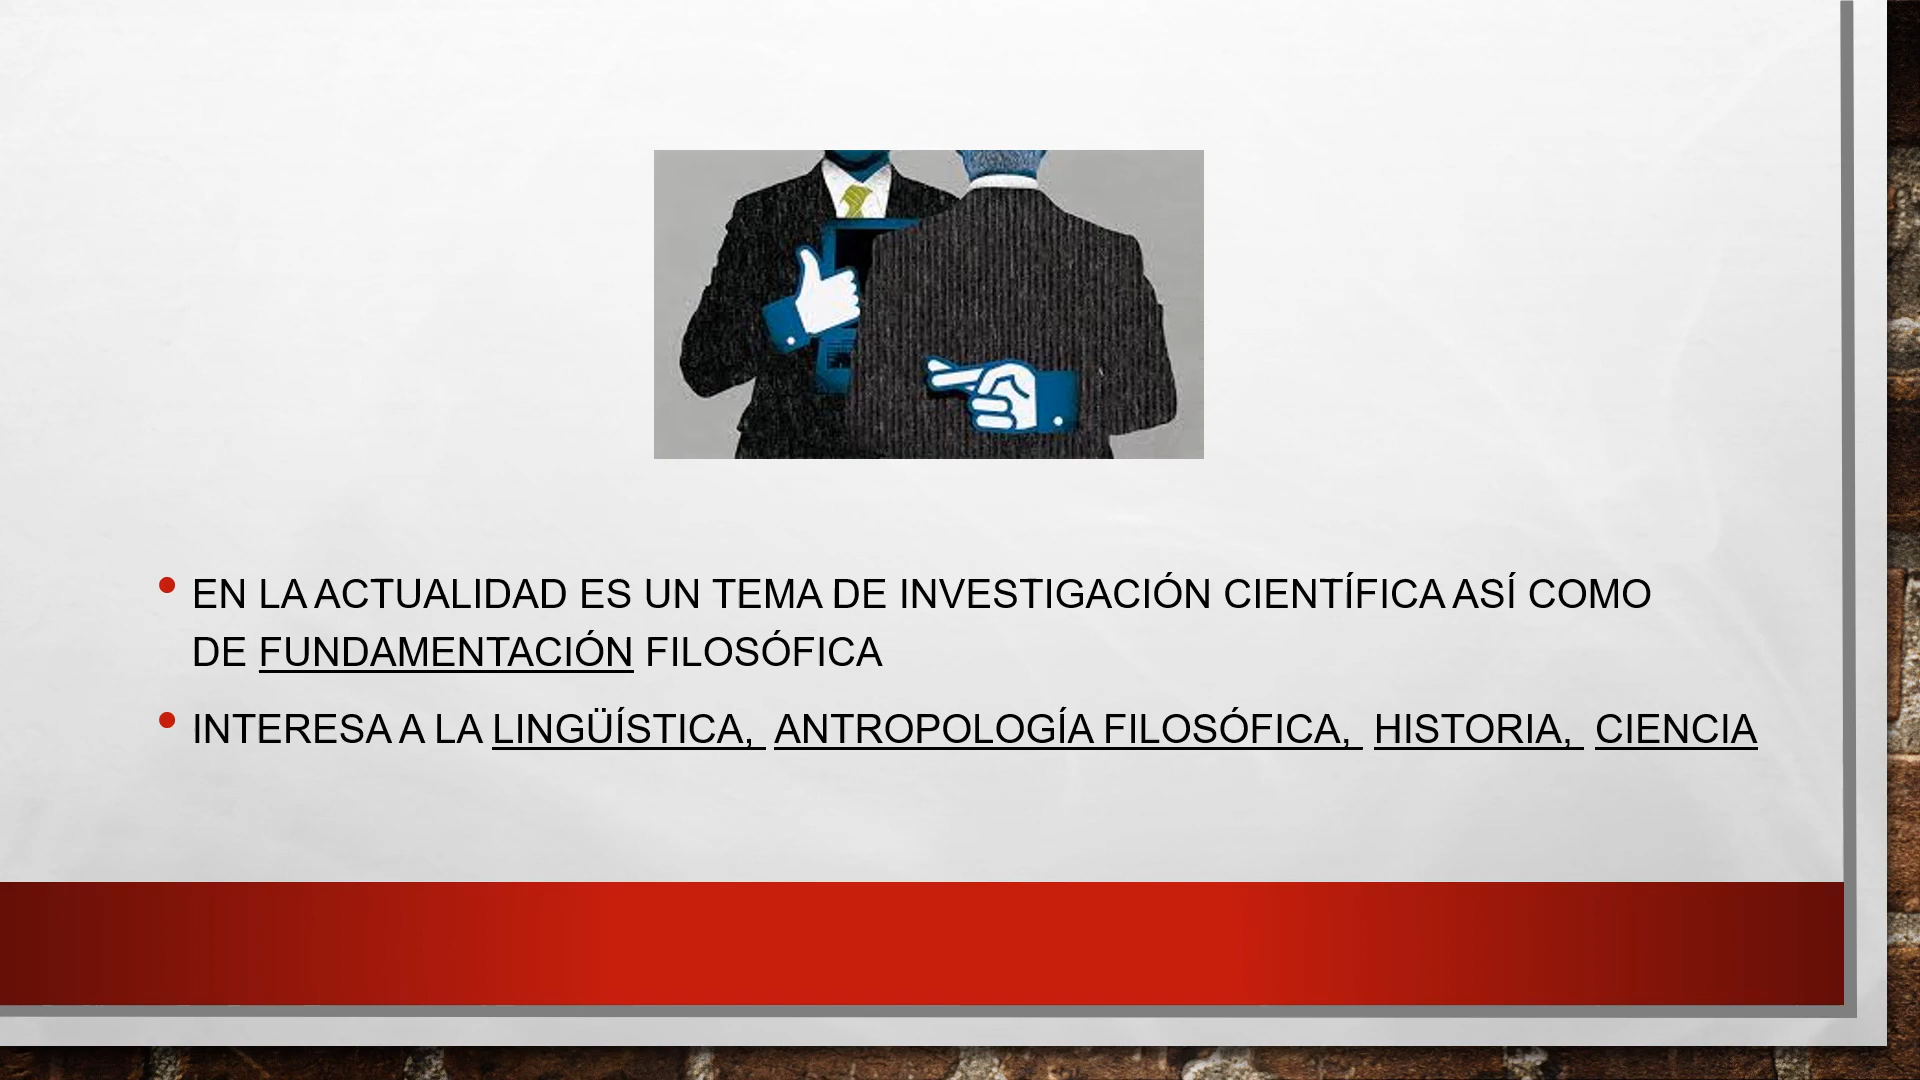 EN LA ACTUALIDAD ES UN TEMA DE INVESTIGACIÓN CIENTÍFICA ASÍ COMO
DE FUNDAMENTACIÓN FILOSÓFICA
INTERESA A LA LINGÜÍSTICA, ANTROPOLOGÍA FILOSÓFICA, HISTORIA, CIENCIA